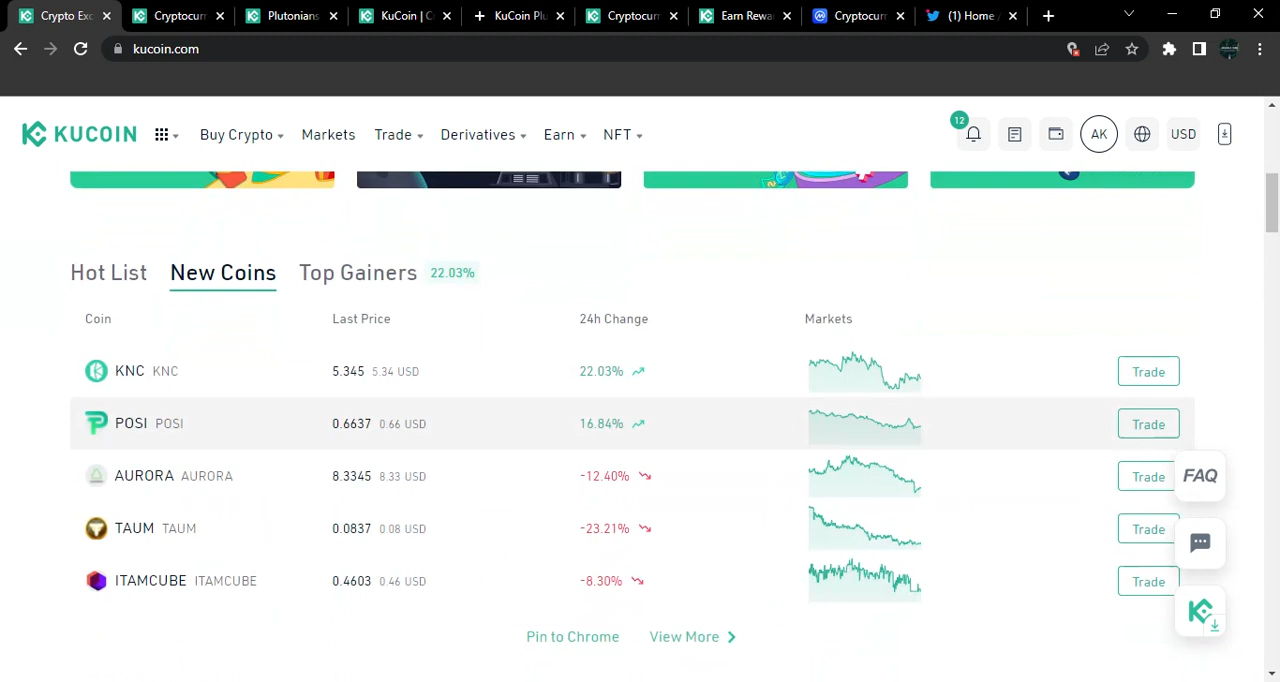 Crypto Exc
Cryptocurr
Plutonians
KuCoin | C
KuCoin Plu
Cryptocurr
Earn Rewa
Cryptocurr
(1) Home /
kucoin.com
KUCOIN
Buy Crypto
Markets
Trade
Derivatives
Earn
NFT
12
AK
USD
Hot List New Coins Top Gainers 22.03%
Coin Last Price 24h Change Markets
KNC KNC 5.345 5.34 USD 22.03% Trade
POSI POSI 0.6637 0.66 USD 16.84% Trade
AURORA AURORA 8.3345 8.33 USD -12.40% Trade
FAQ
TAUM TAUM 0.0837 0.08 USD -23.21% Trade
ITAMCUBE ITAMCUBE 0.4603 0.46 USD -8.30% Trade
Pin to Chrome View More